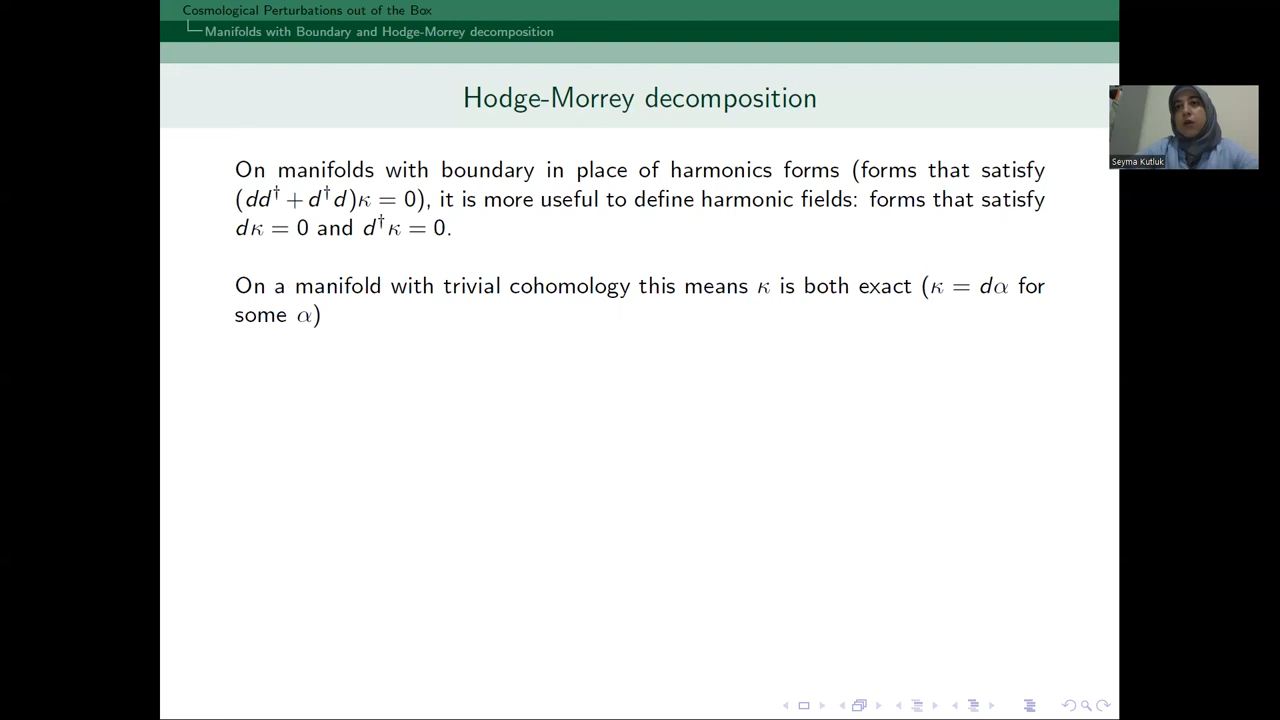 Cosmological Perturbations out of the Box
Manifolds with Boundary and Hodge-Morrey decomposition
Hodge-Morrey decomposition
On manifolds with boundary in place of harmonics forms (forms that satisfy
(dd† + d†d)κ = 0), it is more useful to define harmonic fields: forms that satisfy
dκ = 0 and d†κ = 0.
On a manifold with trivial cohomology this means κ is both exact (κ = dα for
some α)
Seyma Kutluk